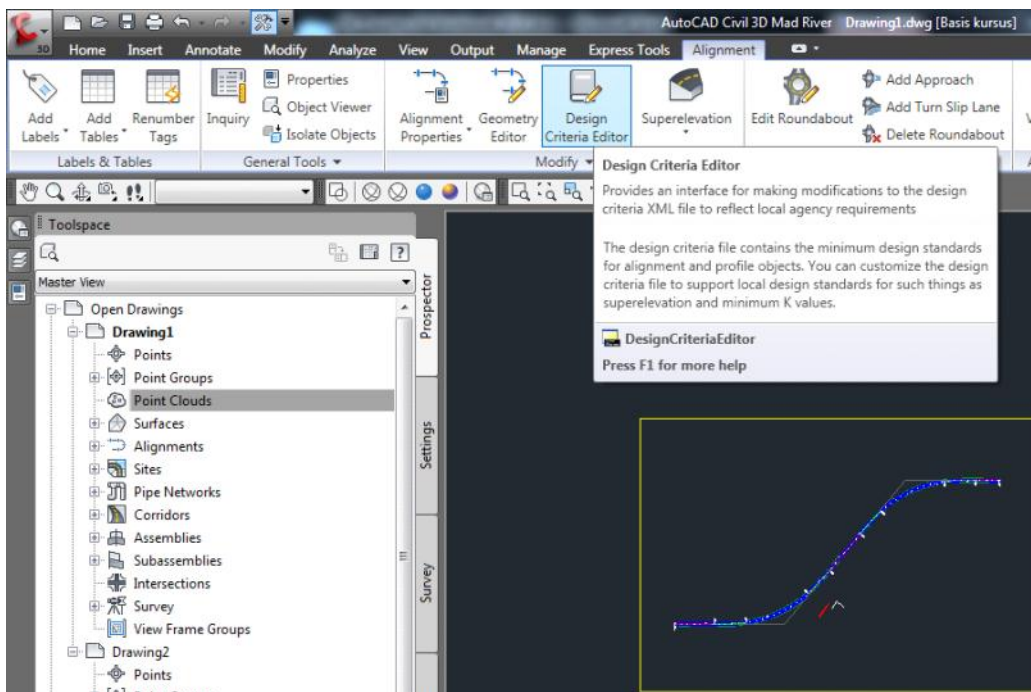 AutoCAD Civil 3D Mad River Drawing1.dwg [Basis kursus]
3D
Home Insert Annotate Modify Analyze View Output Manage Express Tools Alignment
Add Labels
Add Tables
Renumber Tags
Inquiry
Properties
Object Viewer
Isolate Objects
Alignment Properties
Geometry Editor
Design Criteria Editor
Superelevation
Edit Roundabout
Add Approach
Add Turn Slip Lane
Delete Roundabout
Labels & Tables
General Tools
Modify
Design Criteria Editor
Provides an interface for making modifications to the design
criteria XML file to reflect local agency requirements
The design criteria file contains the minimum design standards
for alignment and profile objects. You can customize the design
criteria file to support local design standards for such things as
superelevation and minimum K values.
DesignCriteriaEditor
Press F1 for more help
Toolspace
Master View
Open Drawings
Drawing1
Points
Point Groups
Point Clouds
Surfaces
Alignments
Sites
Pipe Networks
Corridors
Assemblies
Subassemblies
Intersections
Survey
View Frame Groups
Drawing2
Points
Prospector
Settings
Survey